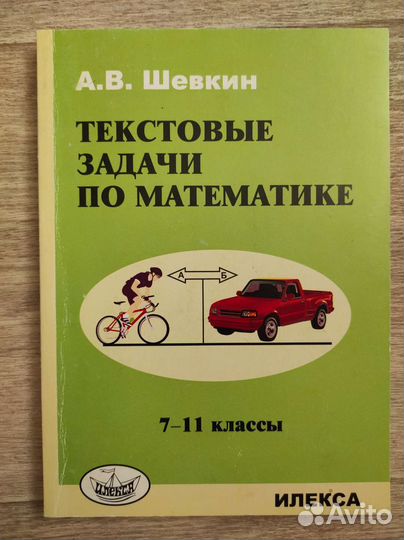 А.В. Шевкин
ТЕКСТОВЫЕ
ЗАДАЧИ
ПО МАТЕМАТИКЕ
А Б
7–11 классы
ИЛЕКСА
ИЛЕКСА
Avito